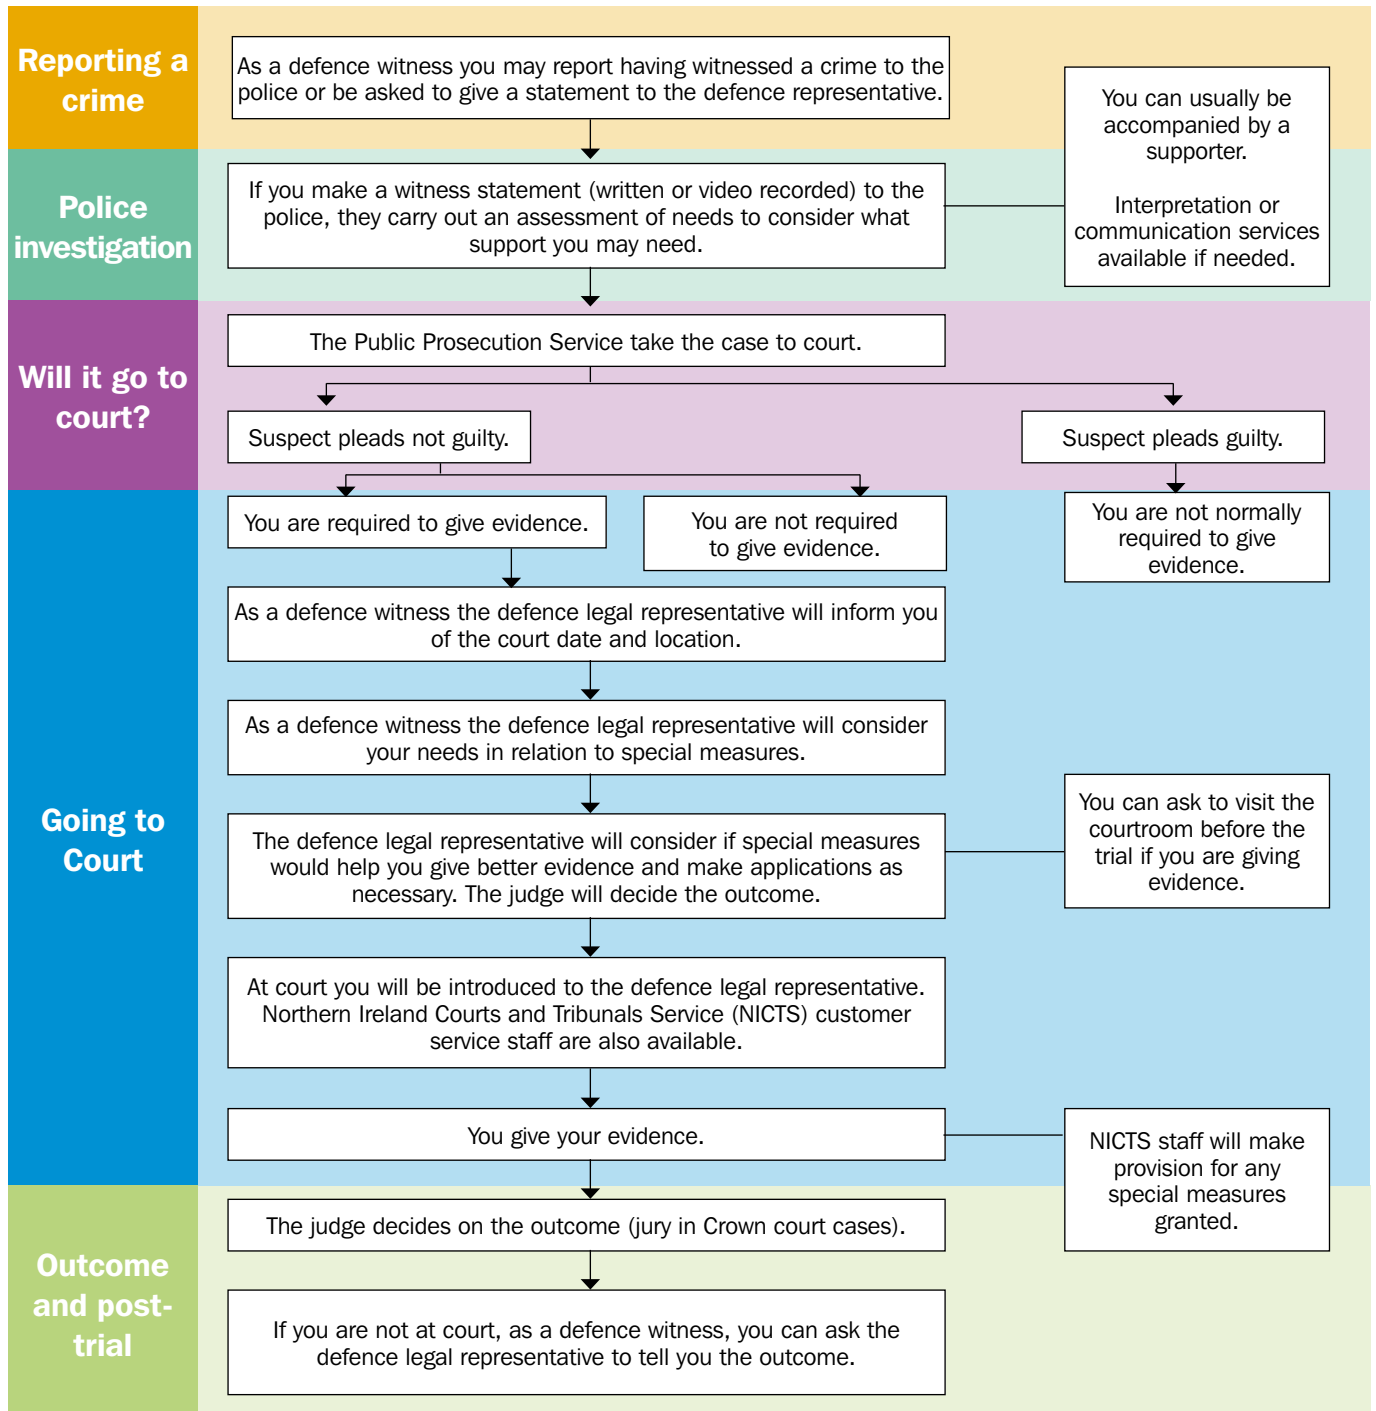 Reporting a
crime
As a defence witness you may report having witnessed a crime to the
police or be asked to give a statement to the defence representative.
You can usually be
accompanied by a
supporter.
Interpretation or
communication services
available if needed.
Police
investigation
If you make a witness statement (written or video recorded) to the
police, they carry out an assessment of needs to consider what
support you may need.
Will it go to
court?
The Public Prosecution Service take the case to court.
Suspect pleads not guilty.
Suspect pleads guilty.
Going to
Court
You are required to give evidence.
You are not required
to give evidence.
You are not normally
required to give
evidence.
As a defence witness the defence legal representative will inform you
of the court date and location.
As a defence witness the defence legal representative will consider
your needs in relation to special measures.
The defence legal representative will consider if special measures
would help you give better evidence and make applications as
necessary. The judge will decide the outcome.
You can ask to visit the
courtroom before the
trial if you are giving
evidence.
At court you will be introduced to the defence legal representative.
Northern Ireland Courts and Tribunals Service (NICTS) customer
service staff are also available.
You give your evidence.
NICTS staff will make
provision for any
special measures
granted.
Outcome
and post-
trial
The judge decides on the outcome (jury in Crown court cases).
If you are not at court, as a defence witness, you can ask the
defence legal representative to tell you the outcome.